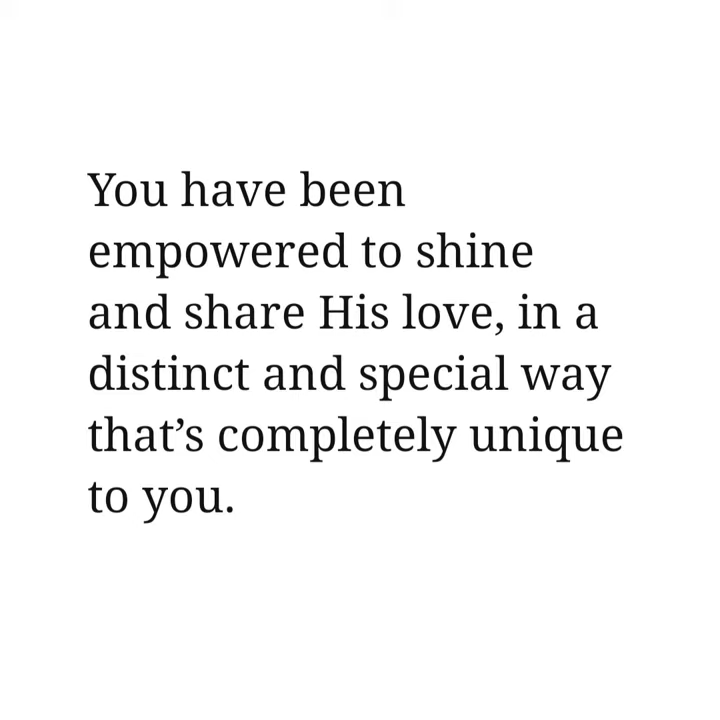 You have been
empowered to shine
and share His love, in a
distinct and special way
that’s completely unique
to you.